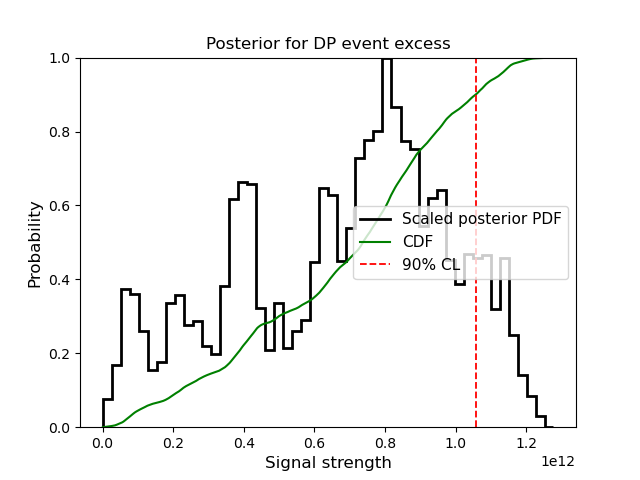 Posterior for DP event excess
Probability
1.0
0.8
0.6
0.4
0.2
0.0
Scaled posterior PDF
CDF
90% CL
0.0 0.2 0.4 0.6 0.8 1.0 1.2
1e12
Signal strength